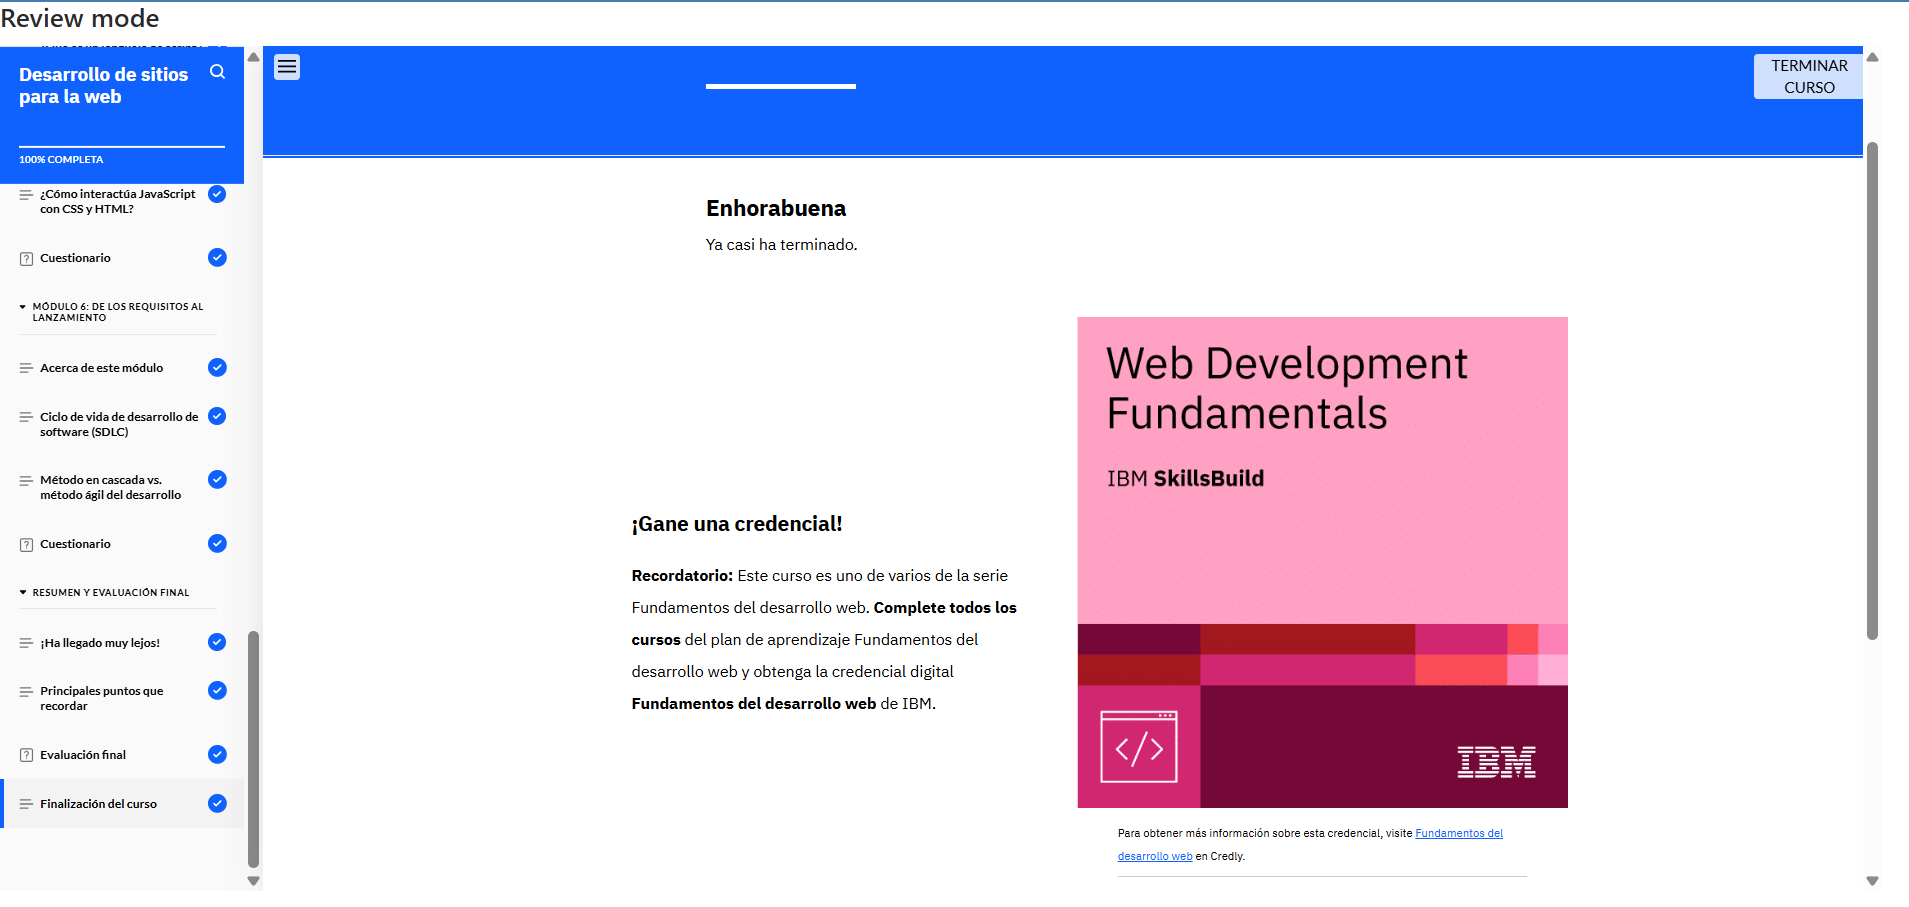 Review mode
Desarrollo de sitios
para la web
100% COMPLETA
¿Cómo interactúa JavaScript
con CSS y HTML?
Cuestionario
MÓDULO 6: DE LOS REQUISITOS AL
LANZAMIENTO
Acerca de este módulo
Ciclo de vida de desarrollo de
software (SDLC)
Método en cascada vs.
método ágil del desarrollo
Cuestionario
RESUMEN Y EVALUACIÓN FINAL
¡Ha llegado muy lejos!
Principales puntos que
recordar
Evaluación final
Finalización del curso
TERMINAR
CURSO
Enhorabuena
Ya casi ha terminado.
¡Gane una credencial!
Recordatorio: Este curso es uno de varios de la serie
Fundamentos del desarrollo web. Complete todos los
cursos del plan de aprendizaje Fundamentos del
desarrollo web y obtenga la credencial digital
Fundamentos del desarrollo web de IBM.
Web Development
Fundamentals
IBM SkillsBuild
</>
IBM
Para obtener más información sobre esta credencial, visite Fundamentos del
desarrollo web en Credly.